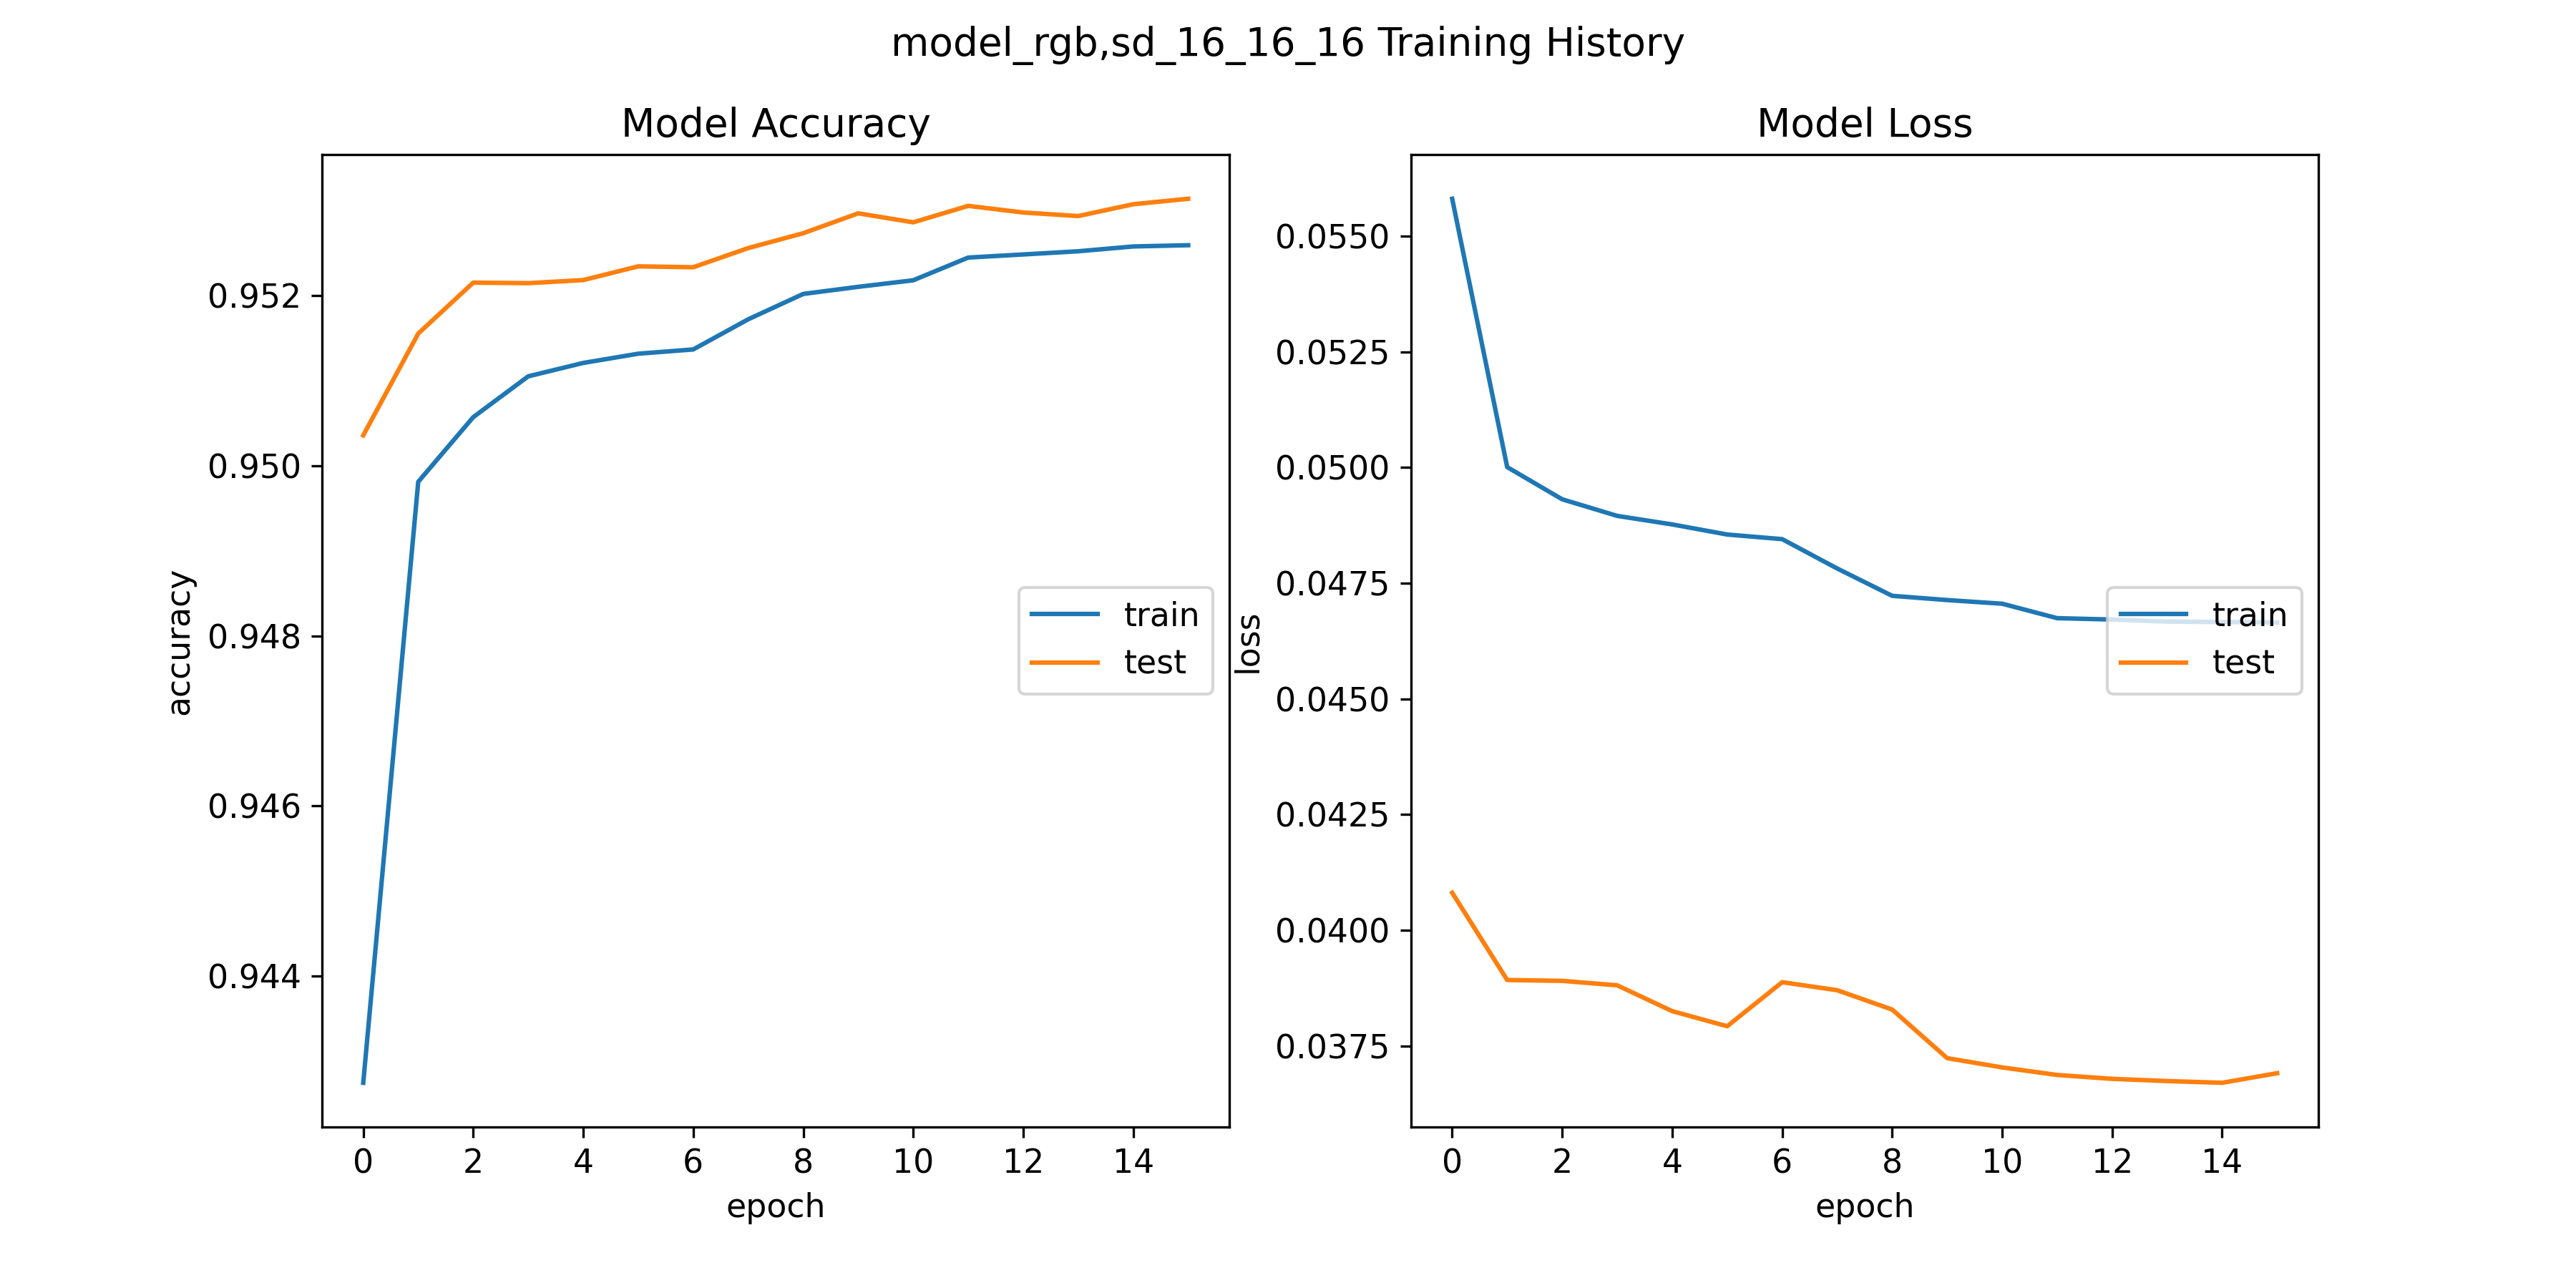 model_rgb,sd_16_16_16 Training History
Model Accuracy
accuracy
0.952
0.950
0.948
0.946
0.944
train
test
0 2 4 6 8 10 12 14
epoch
Model Loss
loss
0.0550
0.0525
0.0500
0.0475
0.0450
0.0425
0.0400
0.0375
train
test
0 2 4 6 8 10 12 14
epoch